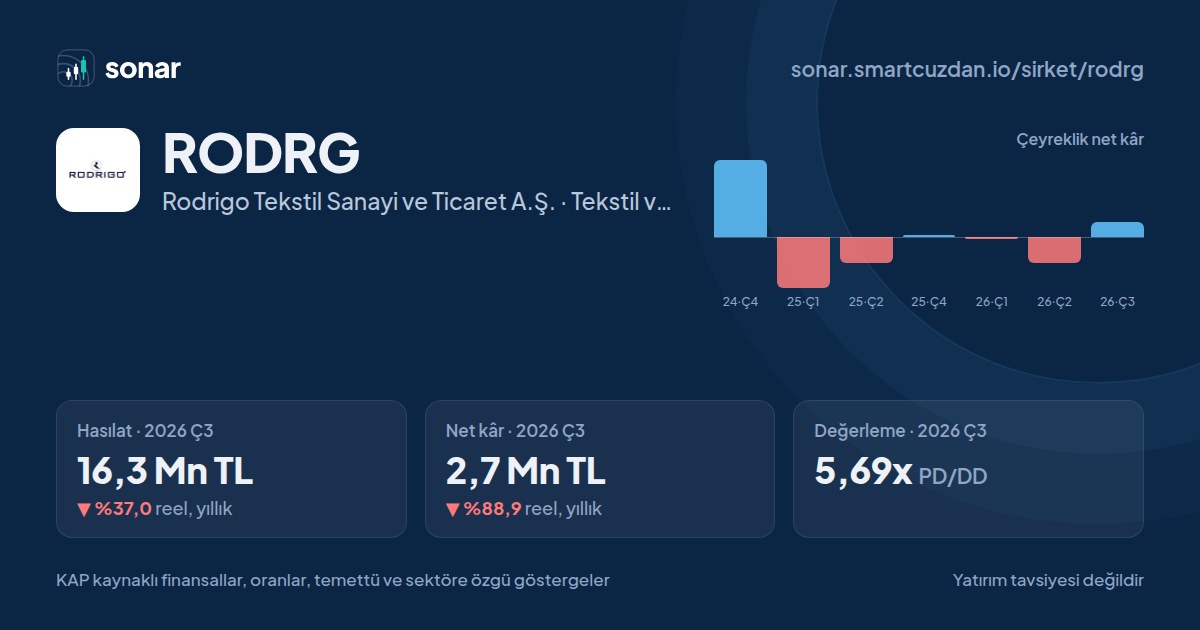 sonar
sonar.smartcuzdan.io/sirket/rodrg
RODRIGO
RODRG
Rodrigo Tekstil Sanayi ve Ticaret A.Ş. · Tekstil v...
Çeyreklik net kâr
24·Ç4 25·Ç1 25·Ç2 25·Ç4 26·Ç1 26·Ç2 26·Ç3
Hasılat · 2026 Ç3
16,3 Mn TL
▼ %37,0 reel, yıllık
Net kâr · 2026 Ç3
2,7 Mn TL
▼ %88,9 reel, yıllık
Değerleme · 2026 Ç3
5,69x PD/DD
KAP kaynaklı finansallar, oranlar, temettü ve sektöre özgü göstergeler
Yatırım tavsiyesi değildir